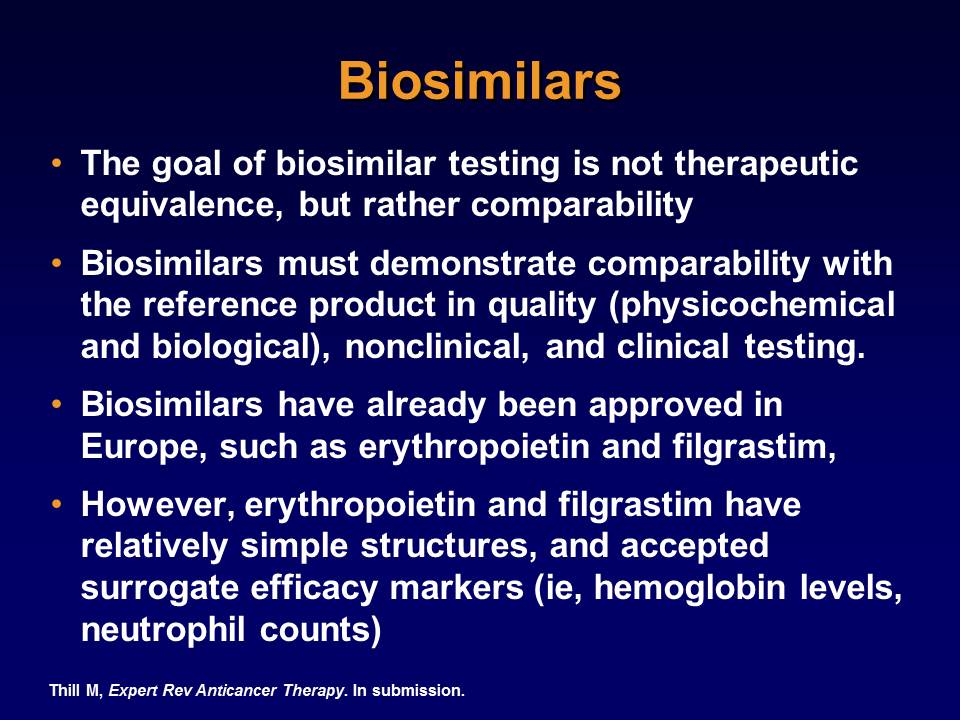 Biosimilars
• The goal of biosimilar testing is not therapeutic
equivalence, but rather comparability
• Biosimilars must demonstrate comparability with
the reference product in quality (physicochemical
and biological), nonclinical, and clinical testing.
• Biosimilars have already been approved in
Europe, such as erythropoietin and filgrastim,
• However, erythropoietin and filgrastim have
relatively simple structures, and accepted
surrogate efficacy markers (ie, hemoglobin levels,
neutrophil counts)
Thill M, Expert Rev Anticancer Therapy. In submission.